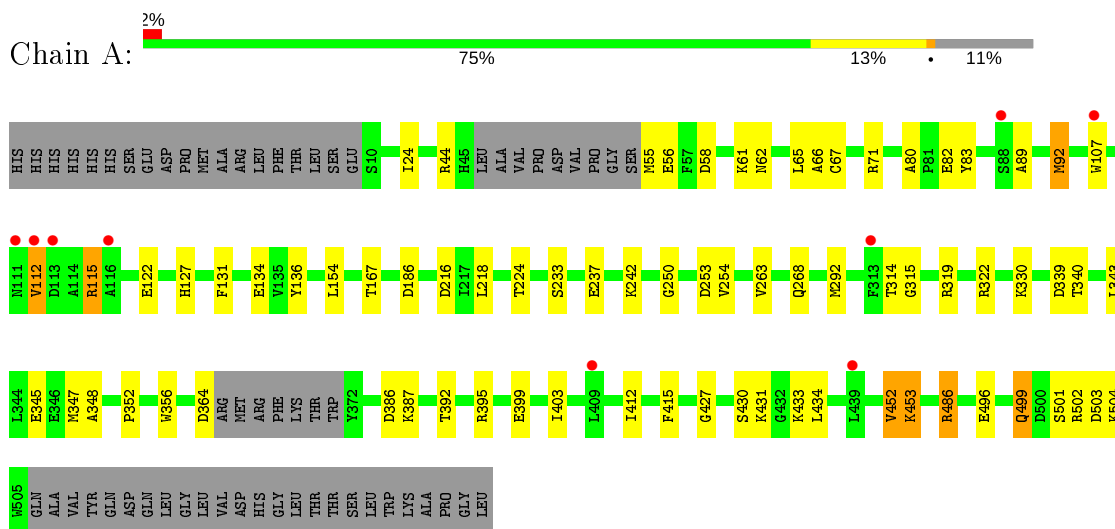 2%
Chain A:
75% 13% • 11%
HIS HIS HIS HIS HIS HIS SER GLU ASP PRO MET ALA ARG LEU PHE THR LEU SER GLU S10 I24 R44 H45 LEU ALA VAL PRO ASP VAL PRO GLY SER M55 E56 F57 D58 K61 N62 L65 A66 C67 R71 A80 P81 E82 Y83 S88 A89 M92 W107
N111 V112 D113 A114 R115 A116 E122 H127 F131 E134 V135 Y136 L154 T167 D186 D216 I217 L218 T224 S233 E237 K242 G250 D253 V254 V263 Q268 M292 F313 T314 G315 R319 R322 K330 D339 T340 L343
L344 E345 E346 M347 A348 P352 W356 D364 ARG MET ARG PHE LYS THR TRP Y372 D386 K387 T392 R395 E399 I403 L409 I412 F415 G427 S430 K431 G432 K433 L434 L439 V452 K453 R486 E496 Q499 D500 S501 R502 D503
W505 GLN ALA VAL TYR GLN ASP GLN LEU GLY LEU VAL ASP HIS GLY LEU THR THR SER LEU TRP LYS ALA PRO GLY LEU